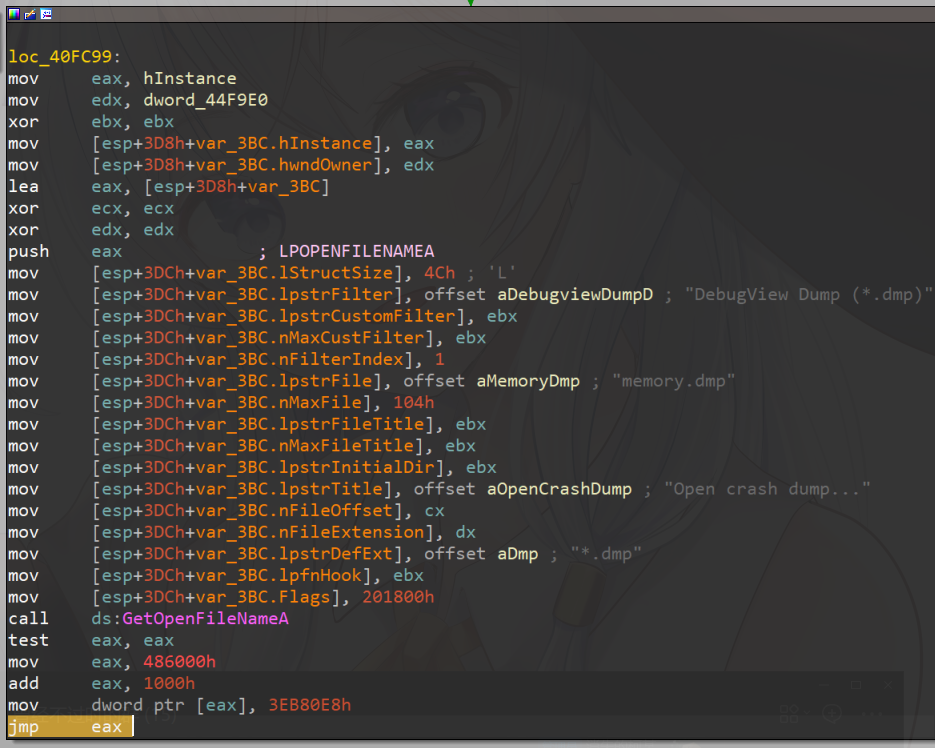 loc_40FC99:
mov eax, hInstance
mov edx, dword_44F9E0
xor ebx, ebx
mov [esp+3D8h+var_3BC.hInstance], eax
mov [esp+3D8h+var_3BC.hwndOwner], edx
lea eax, [esp+3D8h+var_3BC]
xor ecx, ecx
xor edx, edx
push eax ; LPOPENFILENAMEA
mov [esp+3DCh+var_3BC.lStructSize], 4Ch ; 'L'
mov [esp+3DCh+var_3BC.lpstrFilter], offset aDebugviewDumpD ; "DebugView Dump (*.dmp)"
mov [esp+3DCh+var_3BC.lpstrCustomFilter], ebx
mov [esp+3DCh+var_3BC.nMaxCustFilter], ebx
mov [esp+3DCh+var_3BC.nFilterIndex], 1
mov [esp+3DCh+var_3BC.lpstrFile], offset aMemoryDmp ; "memory.dmp"
mov [esp+3DCh+var_3BC.nMaxFile], 104h
mov [esp+3DCh+var_3BC.lpstrFileTitle], ebx
mov [esp+3DCh+var_3BC.nMaxFileTitle], ebx
mov [esp+3DCh+var_3BC.lpstrInitialDir], ebx
mov [esp+3DCh+var_3BC.lpstrTitle], offset aOpenCrashDump ; "Open crash dump..."
mov [esp+3DCh+var_3BC.nFileOffset], cx
mov [esp+3DCh+var_3BC.nFileExtension], dx
mov [esp+3DCh+var_3BC.lpstrDefExt], offset aDmp ; "*.dmp"
mov [esp+3DCh+var_3BC.lpfnHook], ebx
mov [esp+3DCh+var_3BC.Flags], 201800h
call ds:GetOpenFileNameA
test eax, eax
mov eax, 486000h
add eax, 1000h
mov dword ptr [eax], 3EB80E8h
jmp eax